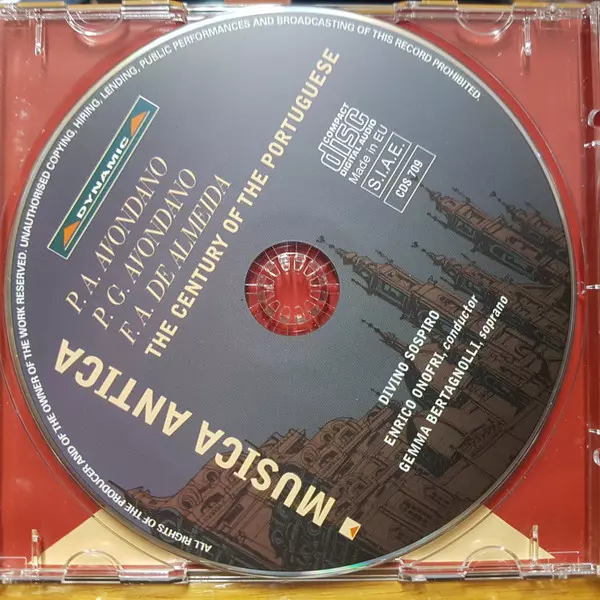 ALL RIGHTS OF THE PRODUCER AND OF THE OWNER OF THE WORK RESERVED. UNAUTHORISED COPYING, HIRING, LENDING, PUBLIC PERFORMANCES AND BROADCASTING OF THIS RECORD PROHIBITED.
DYNAMIC
P. A. AVONDANO
P. G. AVONDANO
F. A. DE ALMEIDA
THE CENTURY OF THE PORTUGUESE
MUSICA ANTICA
COMPACT
disc
DIGITAL AUDIO
Made in EU
S.I.A.E.
CDS 709
DIVINO SOSPIRO
ENRICO ONOFRI, conductor
GEMMA BERTAGNOLLI, soprano